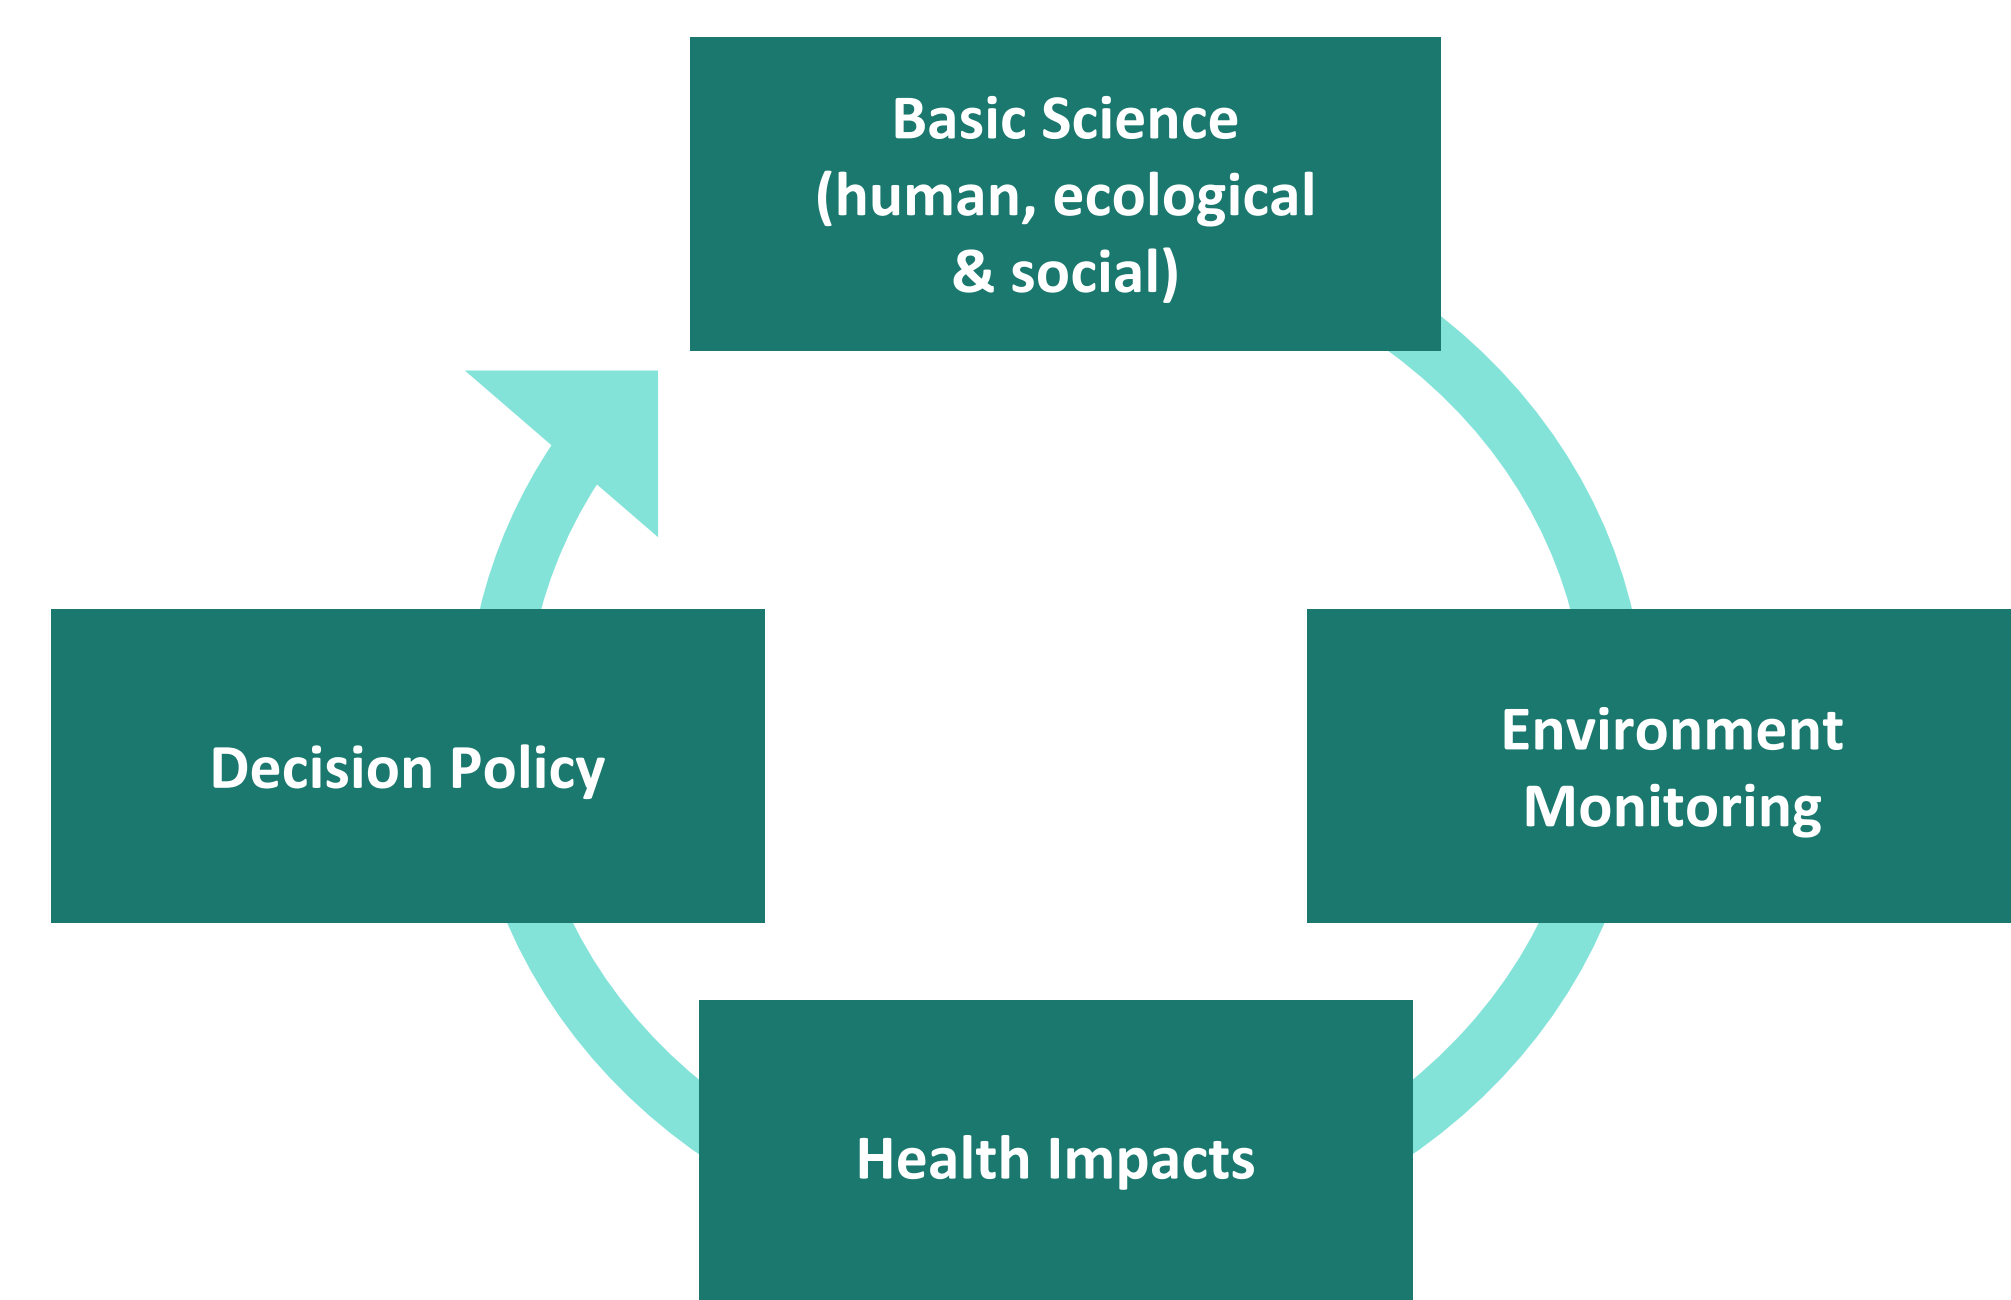 Basic Science
(human, ecological
& social)
Decision Policy
Environment
Monitoring
Health Impacts